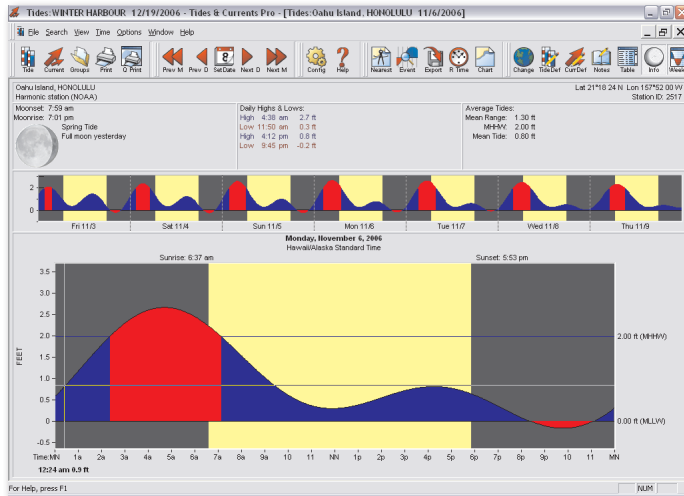 Tides:WINTER HARBOUR 12/19/2006 - Tides & Currents Pro - [Tides:Oahu Island, HONOLULU 11/6/2006]
File Search View Time Options Window Help
Tide Current Groups Print Q Print Prev M Prev D SetDate Next D Next M Config Help Nearest Event Export R Time Chart Change TideDef CurrDef Notes Table Info Week
Oahu Island, HONOLULU Lat 21°18 24 N Lon 157°52 00 W
Harmonic station (NOAA) Station ID: 2517
Moonset: 7:59 am Daily Highs & Lows: Average Tides:
Moonrise: 7:01 pm High 4:38 am 2.7 ft Mean Range: 1.30 ft
Spring Tide Low 11:50 am 0.3 ft MHHW: 2.00 ft
Full moon yesterday High 4:12 pm 0.8 ft Mean Tide: 0.80 ft
Low 9:45 pm -0.2 ft
2
0
Fri 11/3 Sat 11/4 Sun 11/5 Mon 11/6 Tue 11/7 Wed 11/8 Thu 11/9
Monday, November 6, 2006
Hawaii/Alaska Standard Time
Sunrise: 6:37 am Sunset: 5:53 pm
3.5
3.0
2.5
2.0 2.00 ft (MHHW)
FEET
1.5
1.0
0.5
0 0.00 ft (MLLW)
-0.5
Time:MN 1a 2a 3a 4a 5a 6a 7a 8a 9a 10 11 NN 1p 2p 3p 4p 5p 6p 7p 8p 9p 10 11 MN
12:24 am 0.9 ft
For Help, press F1 NUM